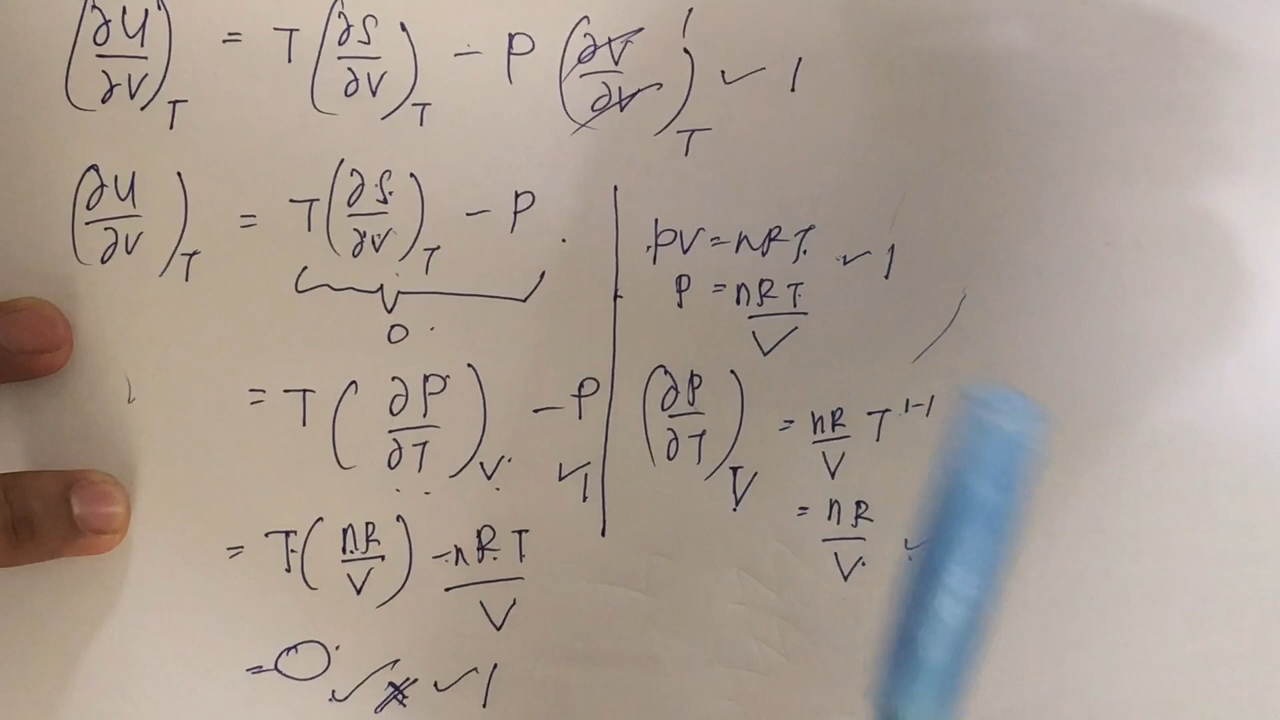 (∂U/∂V)_T = T(∂S/∂V)_T - P(∂V/∂V)_T ✓ 1
1
(∂U/∂V)_T = T(∂S/∂V)_T - P.
0
= T(∂P/∂T)_V - P
✓1
= T(nR/V) - nRT/V
= 0 ✓ ✓ 1
PV = nRT ✓ 1
P = nRT/V
(∂P/∂T)_V = nR/V T^1-1
= nR/V ✓